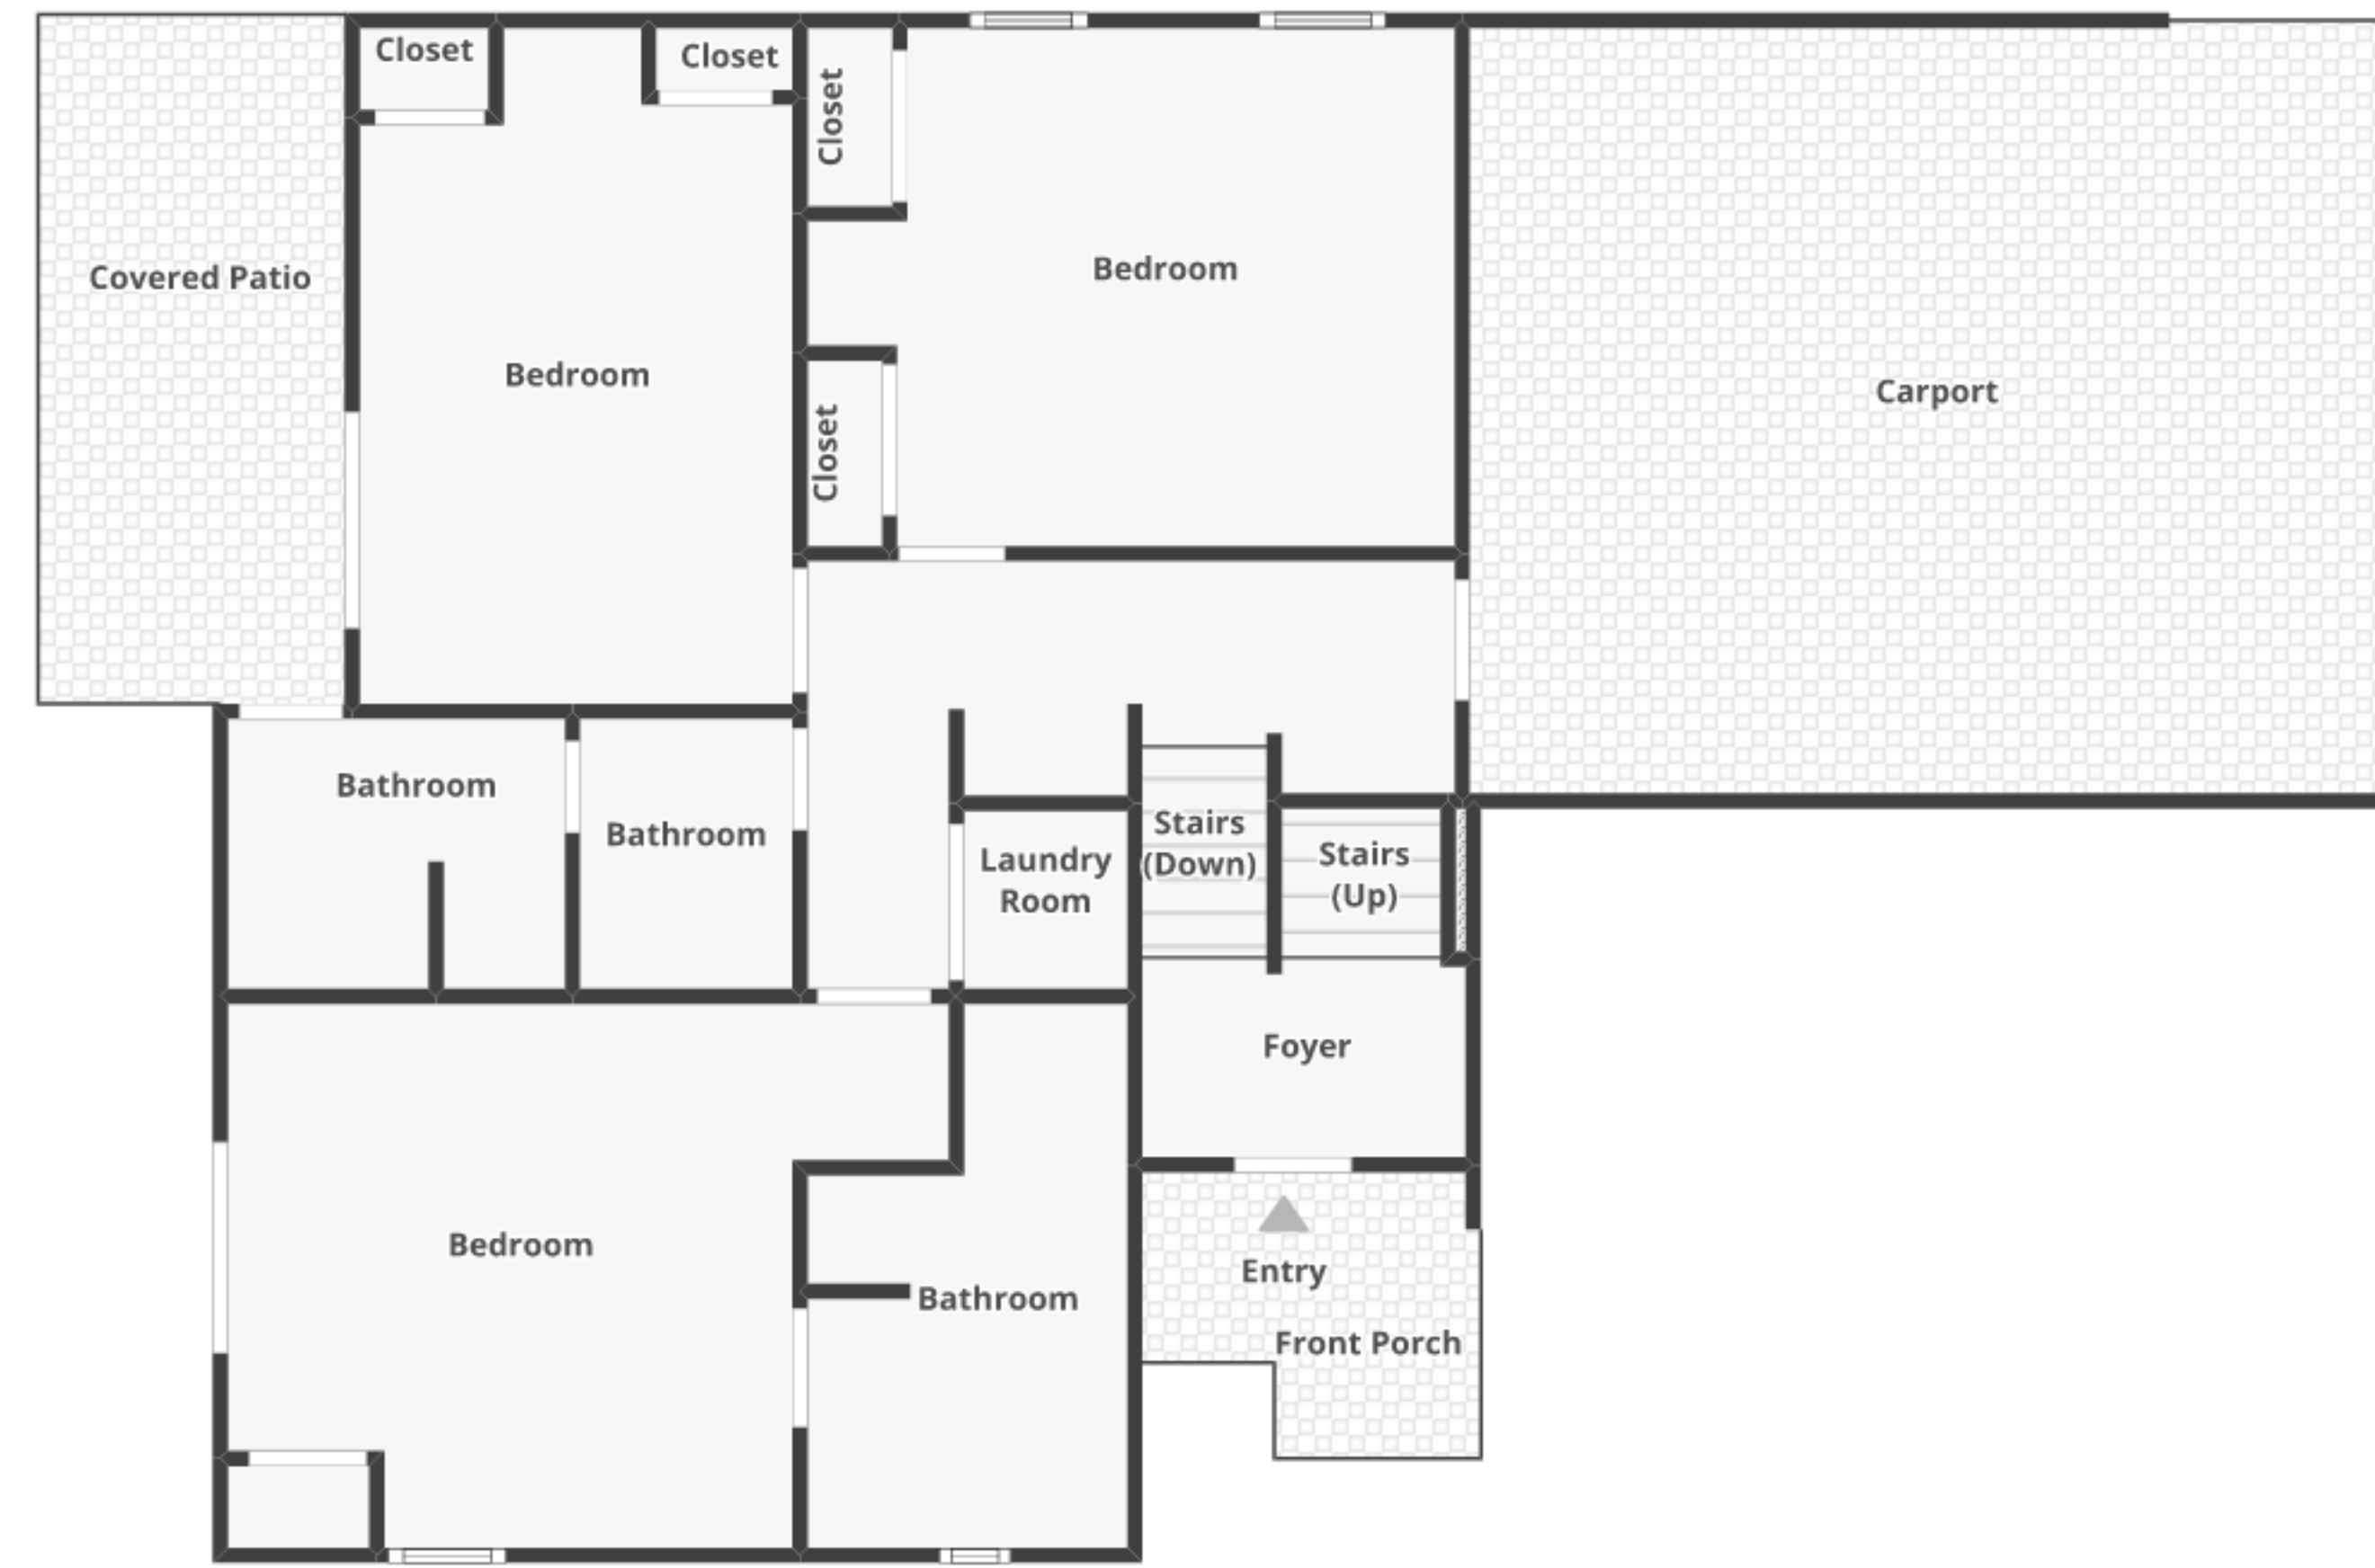 Closet
Closet
Closet
Covered Patio
Bedroom
Bedroom
Carport
Closet
Bathroom
Bathroom
Laundry
Room
Stairs
(Down)
Stairs
(Up)
Foyer
Bedroom
Bathroom
Entry
Front Porch